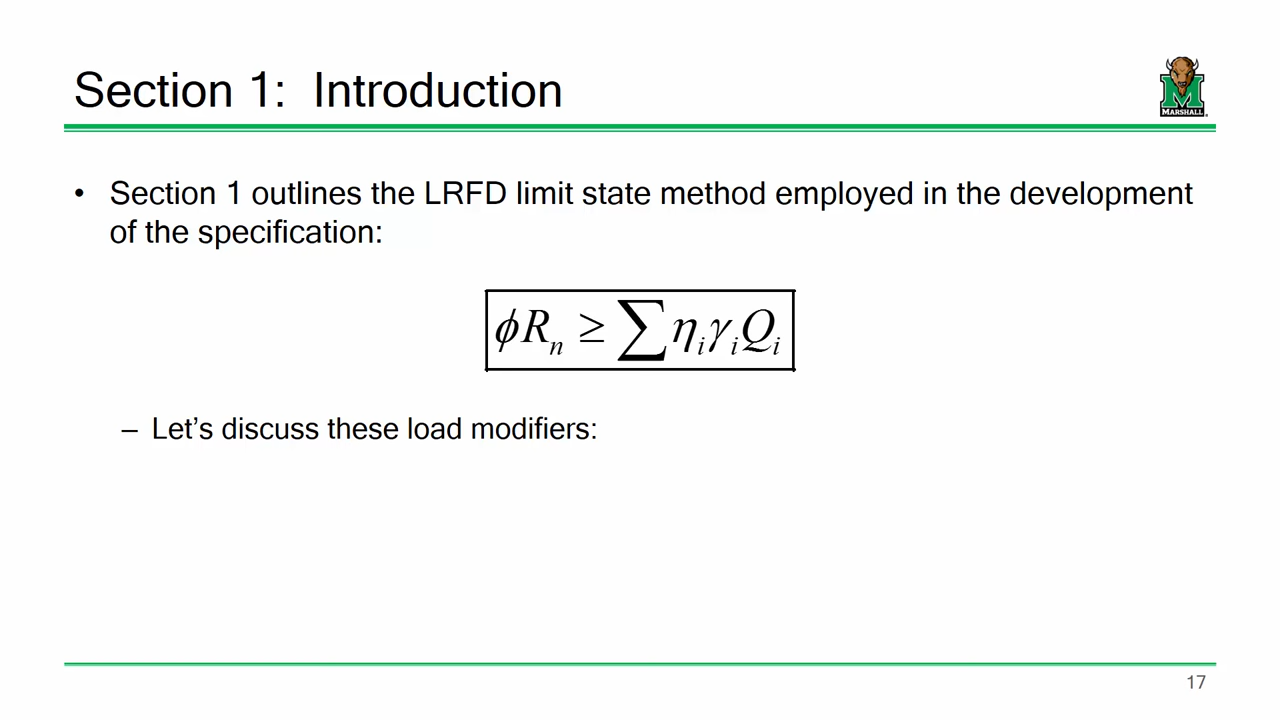 Section 1:  Introduction
MARSHALL
• Section 1 outlines the LRFD limit state method employed in the development
of the specification:
ϕRₙ ≥ ∑ηᵢγᵢQᵢ
– Let’s discuss these load modifiers:
17